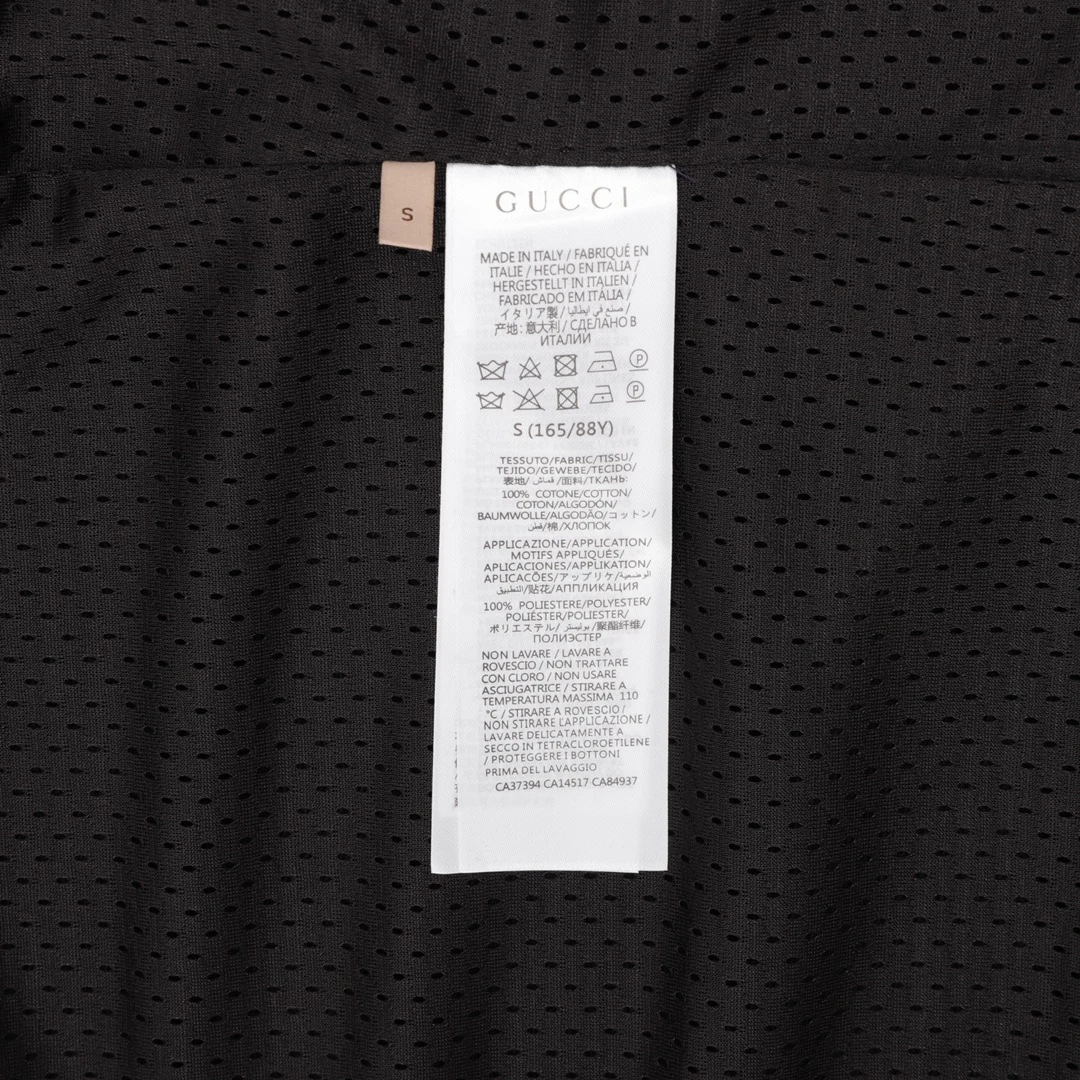 S
GUCCI
MADE IN ITALY / FABRIQUÉ EN
ITALIE / HECHO EN ITALIA /
HERGESTELLT IN ITALIEN /
FABRICADO EM ITÁLIA /
イタリア製 / صنع في ايطاليا /
产地: 意大利 / СДЕЛАНО В
ИТАЛИИ
P
P
S (165/88Y)
TESSUTO/FABRIC/TISSU/
TEJIDO/GEWEBE/TECIDO/
表地/ قماش /面料/ТКАНЬ:
100% COTONE/COTTON/
COTON/ALGODÓN/
BAUMWOLLE/ALGODÃO/コットン/
قطن/棉/ХЛОПОК
APPLICAZIONE/APPLICATION/
MOTIFS APPLIQUÉS/
APLICACIONES/APPLIKATION/
APLICACÕES/アップリケ/الوضعية
التطبيق/贴花/АППЛИКАЦИЯ
100% POLIESTERE/POLYESTER/
POLIÉSTER/POLIESTER/
ポリエステル/ بوليستر /聚酯纤维/
ПОЛИЭСТЕР
NON LAVARE / LAVARE A
ROVESCIO / NON TRATTARE
CON CLORO / NON USARE
ASCIUGATRICE / STIRARE A
TEMPERATURA MASSIMA 110
°C / STIRARE A ROVESCIO /
NON STIRARE L'APPLICAZIONE /
LAVARE DELICATAMENTE A
SECCO IN TETRACLOROETILENE
/ PROTEGGERE I BOTTONI
PRIMA DEL LAVAGGIO
CA37394 CA14517 CA84937